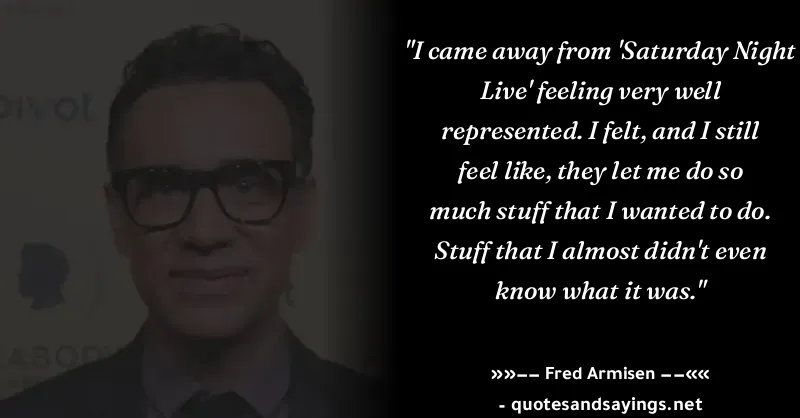 "I came away from 'Saturday Night
Live' feeling very well
represented. I felt, and I still
feel like, they let me do so
much stuff that I wanted to do.
Stuff that I almost didn't even
know what it was."
»»−− Fred Armisen −−««
- quotesandsayings.net
pivot
ABOD